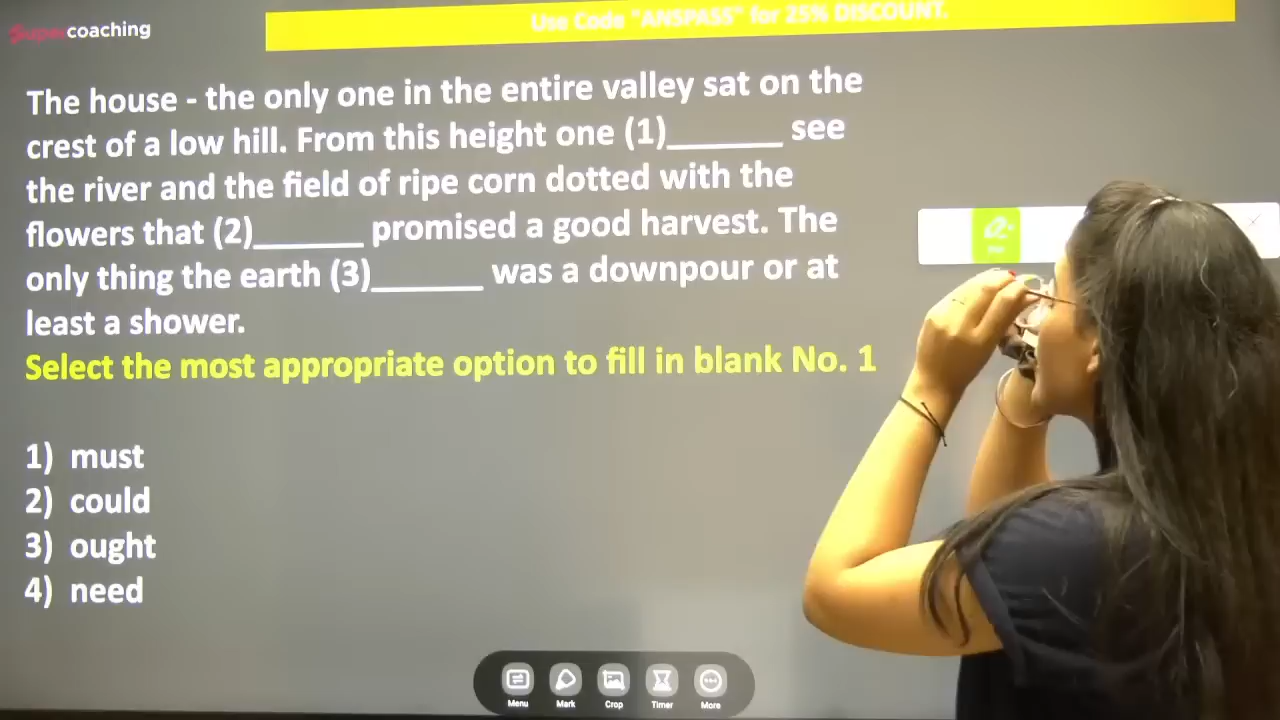 Supercoaching
Use Code "ANSPASS" for 25% DISCOUNT.
The house - the only one in the entire valley sat on the
crest of a low hill. From this height one (1)______ see
the river and the field of ripe corn dotted with the
flowers that (2)______ promised a good harvest. The
only thing the earth (3)______ was a downpour or at
least a shower.
Select the most appropriate option to fill in blank No. 1
1) must
2) could
3) ought
4) need
Menu Mark Crop Timer More